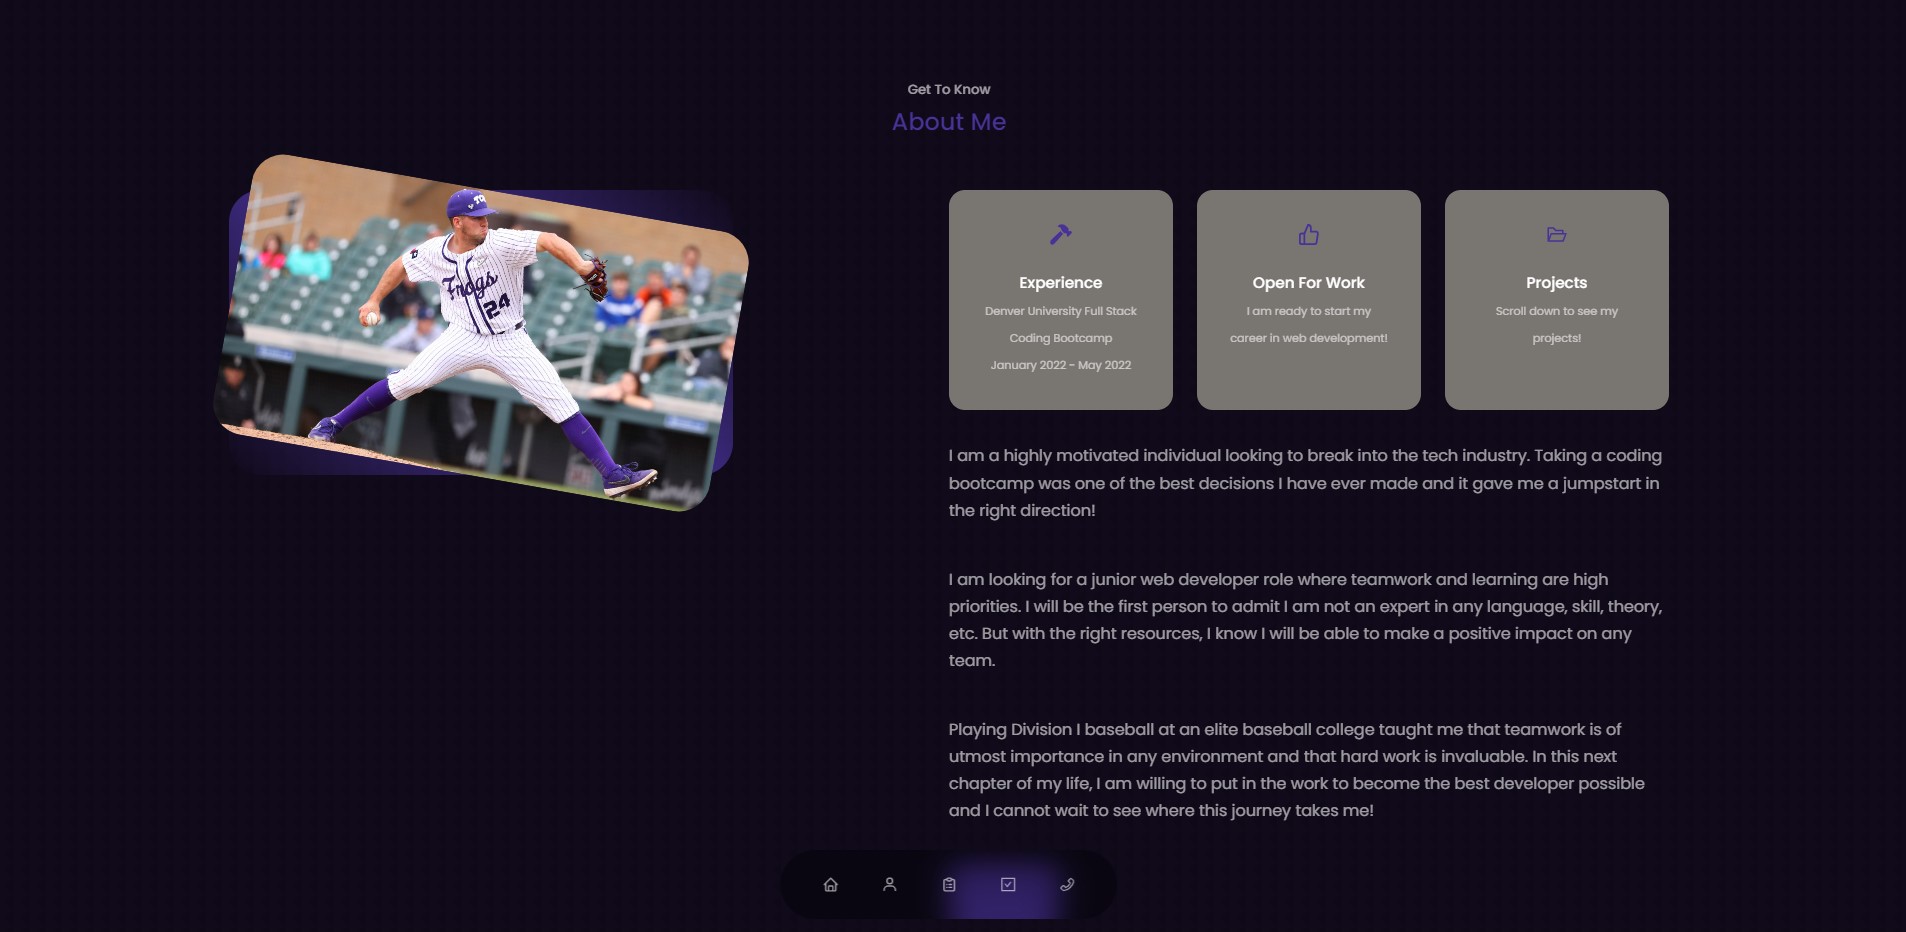 Get To Know
About Me
Frogs
24
Experience
Denver University Full Stack
Coding Bootcamp
January 2022 - May 2022
Open For Work
I am ready to start my
career in web development!
Projects
Scroll down to see my
projects!
I am a highly motivated individual looking to break into the tech industry. Taking a coding
bootcamp was one of the best decisions I have ever made and it gave me a jumpstart in
the right direction!
I am looking for a junior web developer role where teamwork and learning are high
priorities. I will be the first person to admit I am not an expert in any language, skill, theory,
etc. But with the right resources, I know I will be able to make a positive impact on any
team.
Playing Division I baseball at an elite baseball college taught me that teamwork is of
utmost importance in any environment and that hard work is invaluable. In this next
chapter of my life, I am willing to put in the work to become the best developer possible
and I cannot wait to see where this journey takes me!